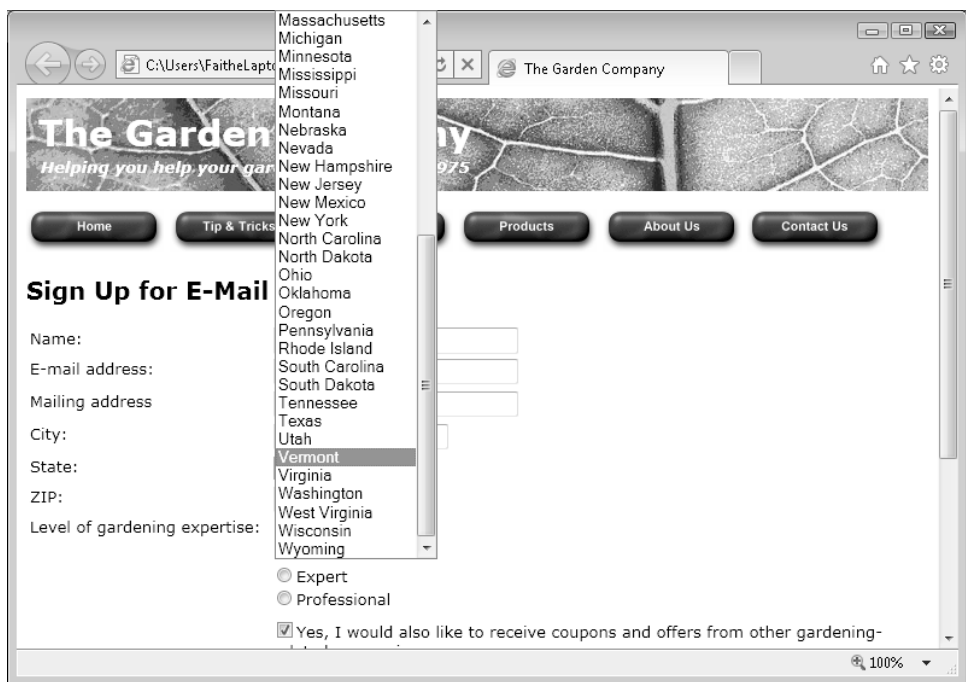 C:\Users\FaitheLapt
The Garden Company
The Garden
y
Helping you help your gar
975
Home
Tip & Tricks
Products
About Us
Contact Us
Sign Up for E-Mail
Name:
E-mail address:
Mailing address
City:
State:
ZIP:
Level of gardening expertise:
Massachusetts
Michigan
Minnesota
Mississippi
Missouri
Montana
Nebraska
Nevada
New Hampshire
New Jersey
New Mexico
New York
North Carolina
North Dakota
Ohio
Oklahoma
Oregon
Pennsylvania
Rhode Island
South Carolina
South Dakota
Tennessee
Texas
Utah
Vermont
Virginia
Washington
West Virginia
Wisconsin
Wyoming
Expert
Professional
Yes, I would also like to receive coupons and offers from other gardening-
100%